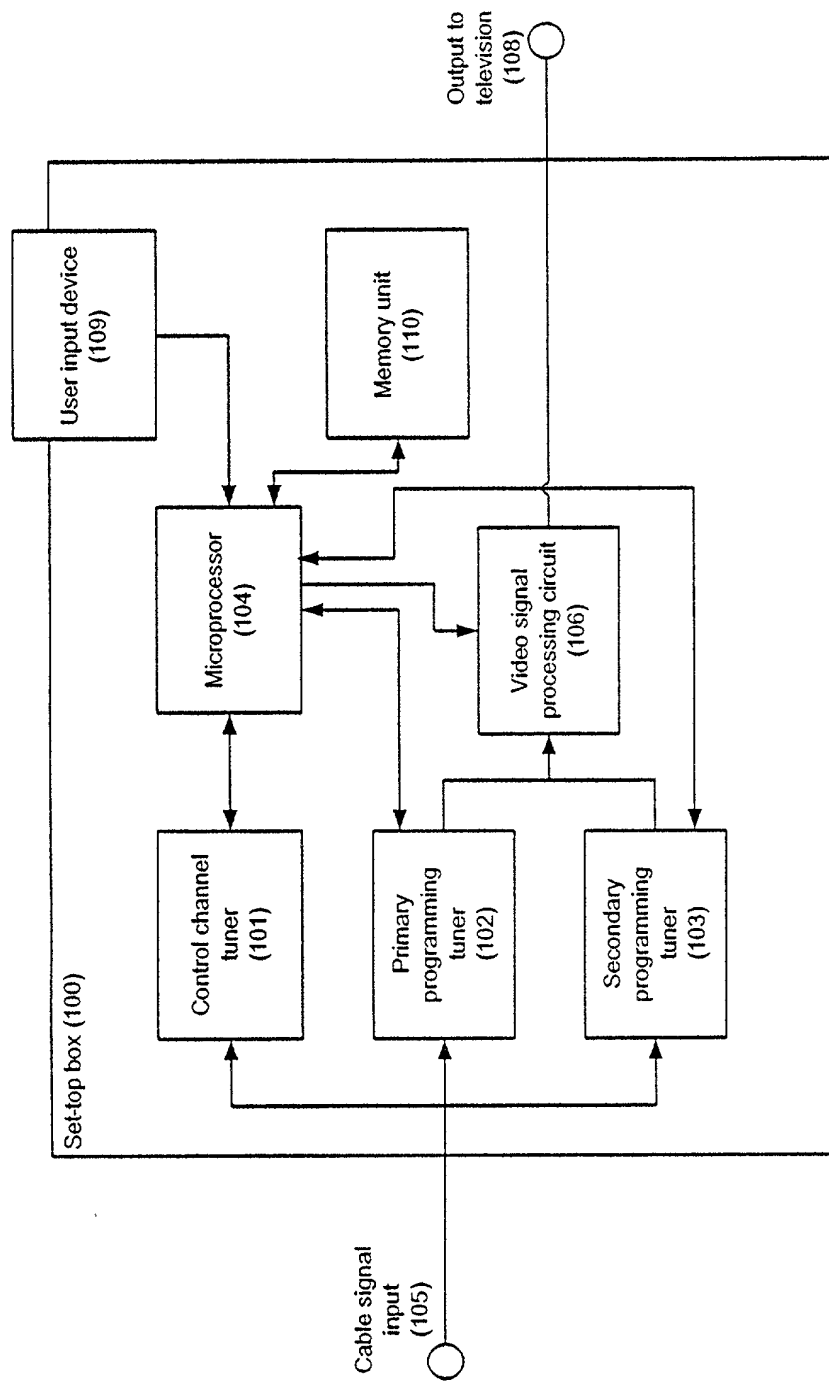 Set-top box (100)
User input device
(109)
Control channel
tuner
(101)
Microprocessor
(104)
Memory unit
(110)
Cable signal
input
(105)
Primary
programming
tuner
(102)
Video signal
processing circuit
(106)
Output to
television
(108)
Secondary
programming
tuner
(103)